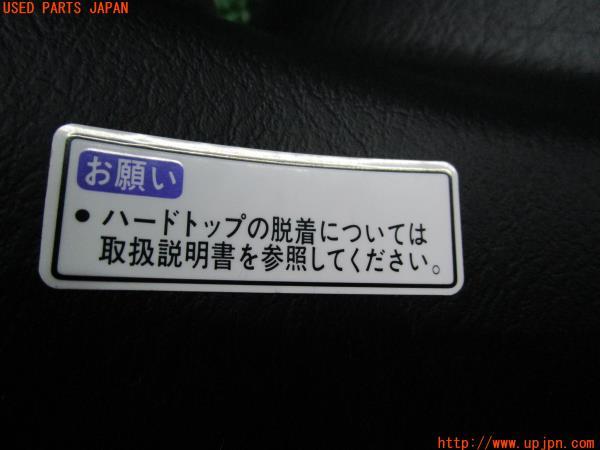 USED PARTS JAPAN
お願い
● ハードトップの脱着については
取扱説明書を参照してください。
http://www.upjpn.com